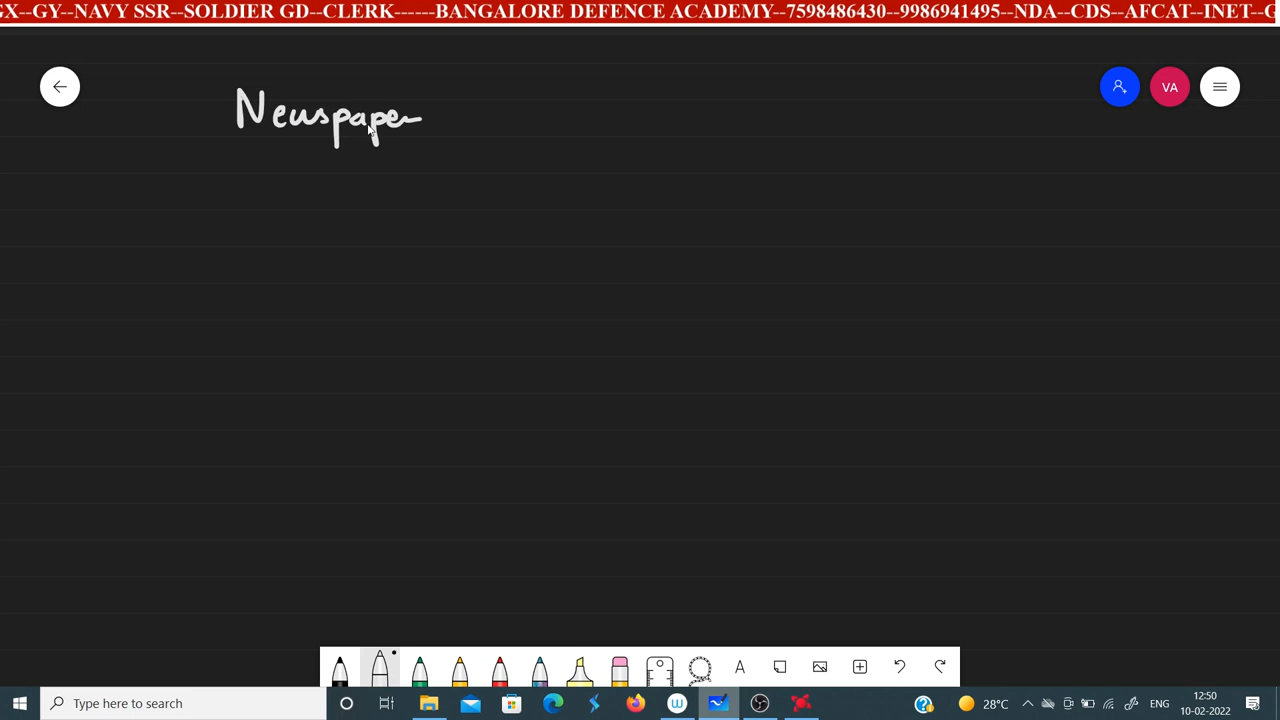 GX--GY--NAVY SSR--SOLDIER GD--CLERK------BANGALORE DEFENCE ACADEMY--7598486430--9986941495--NDA--CDS--AFCAT--INET--G
Newspaper
VA
A
Type here to search
28°C
ENG
12:50
10-02-2022